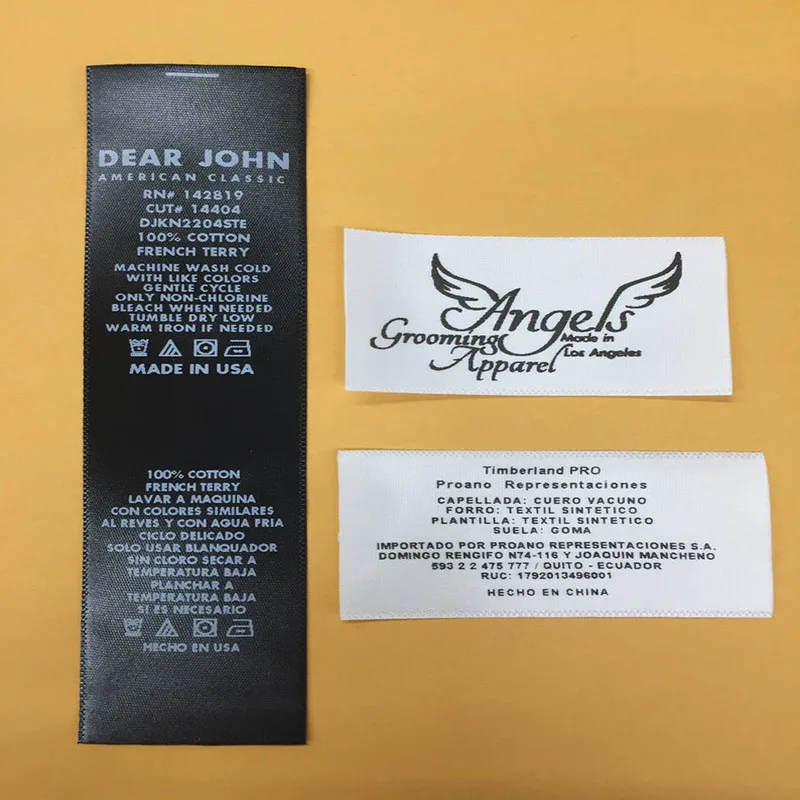 DEAR JOHN
AMERICAN CLASSIC
RN# 142819
CUT# 14404
DJKN2204STE
100% COTTON
FRENCH TERRY
MACHINE WASH COLD
WITH LIKE COLORS
GENTLE CYCLE
ONLY NON-CHLORINE
BLEACH WHEN NEEDED
TUMBLE DRY LOW
WARM IRON IF NEEDED
MADE IN USA
100% COTTON
FRENCH TERRY
LAVAR A MAQUINA
CON COLORES SIMILARES
AL REVES Y CON AGUA FRIA
CICLO DELICADO
SOLO USAR BLANQUADOR
SIN CLORO SECAR A
TEMPERATURA BAJA
PLANCHAR A
TEMPERATURA BAJA
SI ES NECESARIO
HECHO EN USA
Angels
Grooming Made in
Apparel Los Angeles
Timberland PRO
Proano Representaciones
CAPELLADA: CUERO VACUNO
FORRO: TEXTIL SINTETICO
PLANTILLA: TEXTIL SINTETICO
SUELA: GOMA
IMPORTADO POR PROANO REPRESENTACIONES S.A.
DOMINGO RENGIFO N74-116 Y JOAQUIN MANCHENO
593 2 2 475 777 / QUITO - ECUADOR
RUC: 1792013496001
HECHO EN CHINA